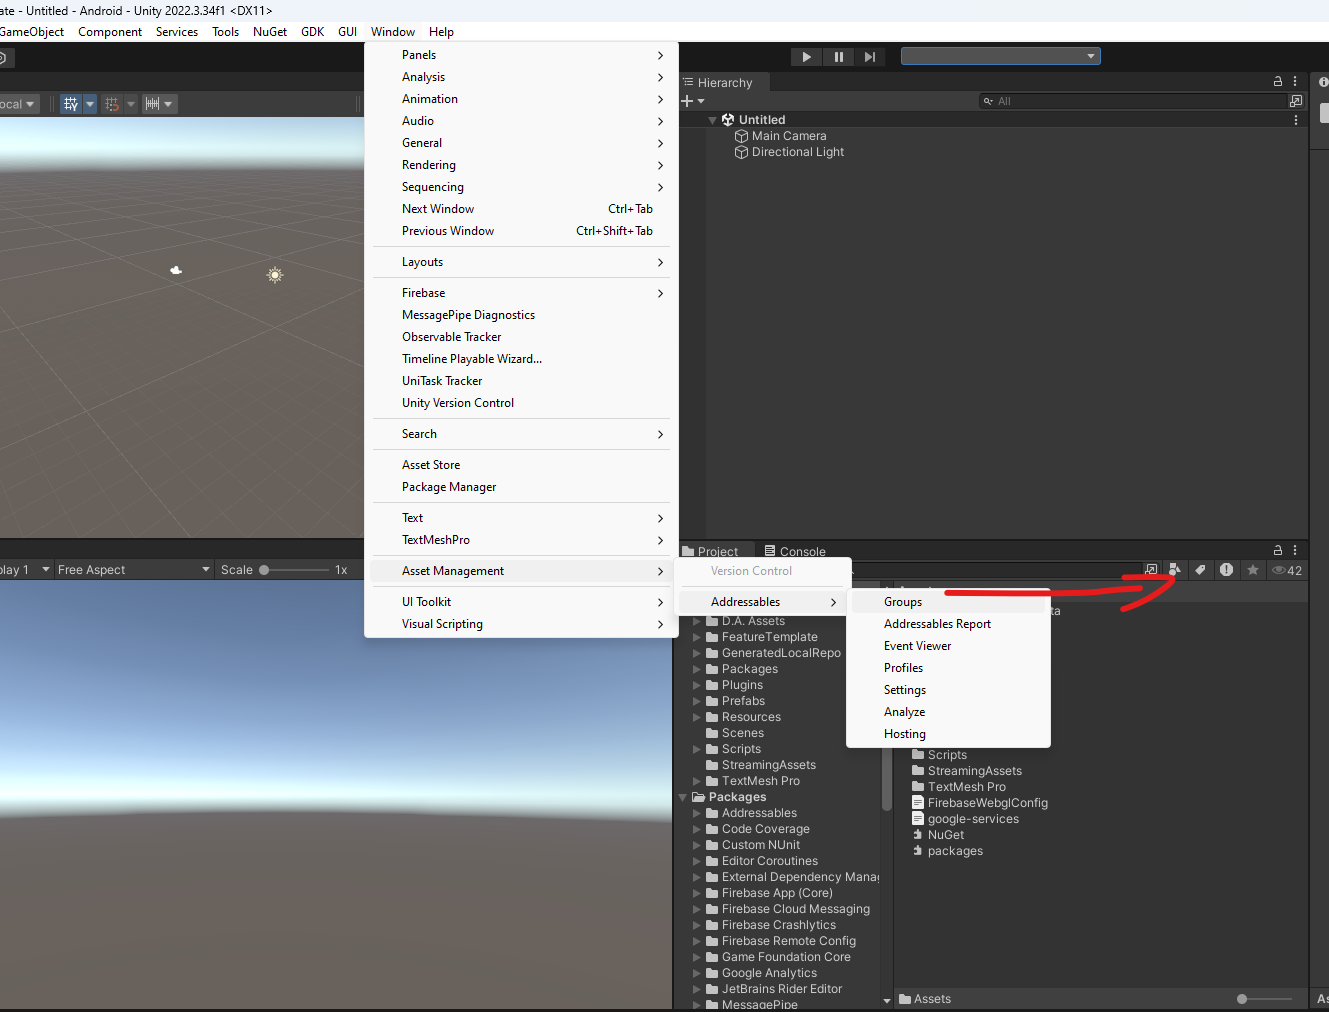 ate - Untitled - Android - Unity 2022.3.34f1 <DX11>
GameObject Component Services Tools NuGet GDK GUI Window Help
Panels
Analysis
Animation
Audio
General
Rendering
Sequencing
Next Window Ctrl+Tab
Previous Window Ctrl+Shift+Tab
Layouts
Firebase
MessagePipe Diagnostics
Observable Tracker
Timeline Playable Wizard...
UniTask Tracker
Unity Version Control
Search
Asset Store
Package Manager
Text
TextMeshPro
Asset Management
UI Toolkit
Visual Scripting
Version Control
Addressables
Groups
Addressables Report
Event Viewer
Profiles
Settings
Analyze
Hosting
ocal
Hierarchy
All
Untitled
Main Camera
Directional Light
play 1 Free Aspect Scale 1x
Project Console
42
ta
D.A. Assets
FeatureTemplate
GeneratedLocalRepo
Packages
Plugins
Prefabs
Resources
Scenes
Scripts
StreamingAssets
TextMesh Pro
Packages
Addressables
Code Coverage
Custom NUnit
Editor Coroutines
External Dependency Manag
Firebase App (Core)
Firebase Cloud Messaging
Firebase Crashlytics
Firebase Remote Config
Game Foundation Core
Google Analytics
JetBrains Rider Editor
MessagePipe
Scripts
StreamingAssets
TextMesh Pro
FirebaseWebglConfig
google-services
NuGet
packages
Assets
As